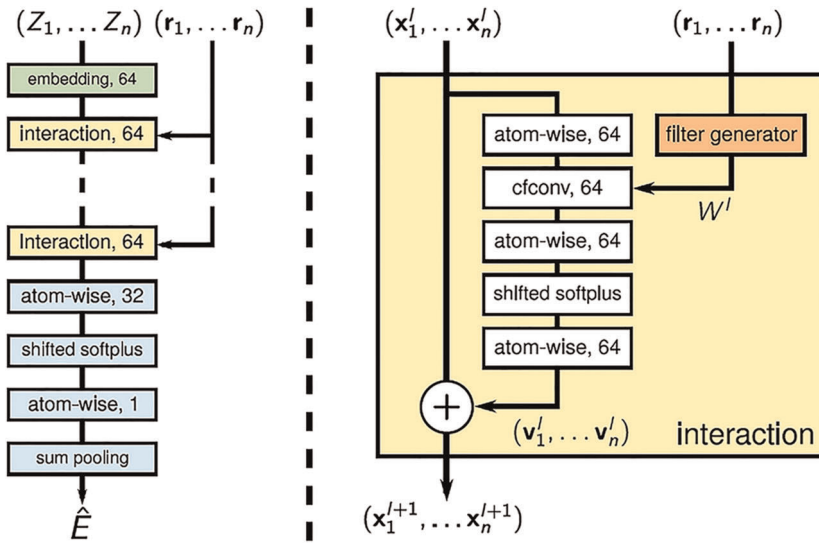 (Z₁, . . . Zₙ) (r₁, . . . rₙ)
embedding, 64
interaction, 64
Interaction, 64
atom-wise, 32
shifted softplus
atom-wise, 1
sum pooling
Ê
(x₁ˡ, . . . xₙˡ)
(r₁, . . . rₙ)
atom-wise, 64
filter generator
cfconv, 64
Wˡ
atom-wise, 64
shIfted softplus
atom-wise, 64
+
(v₁ˡ, . . . vₙˡ)
interaction
(x₁ˡ⁺¹, . . . xₙˡ⁺¹)